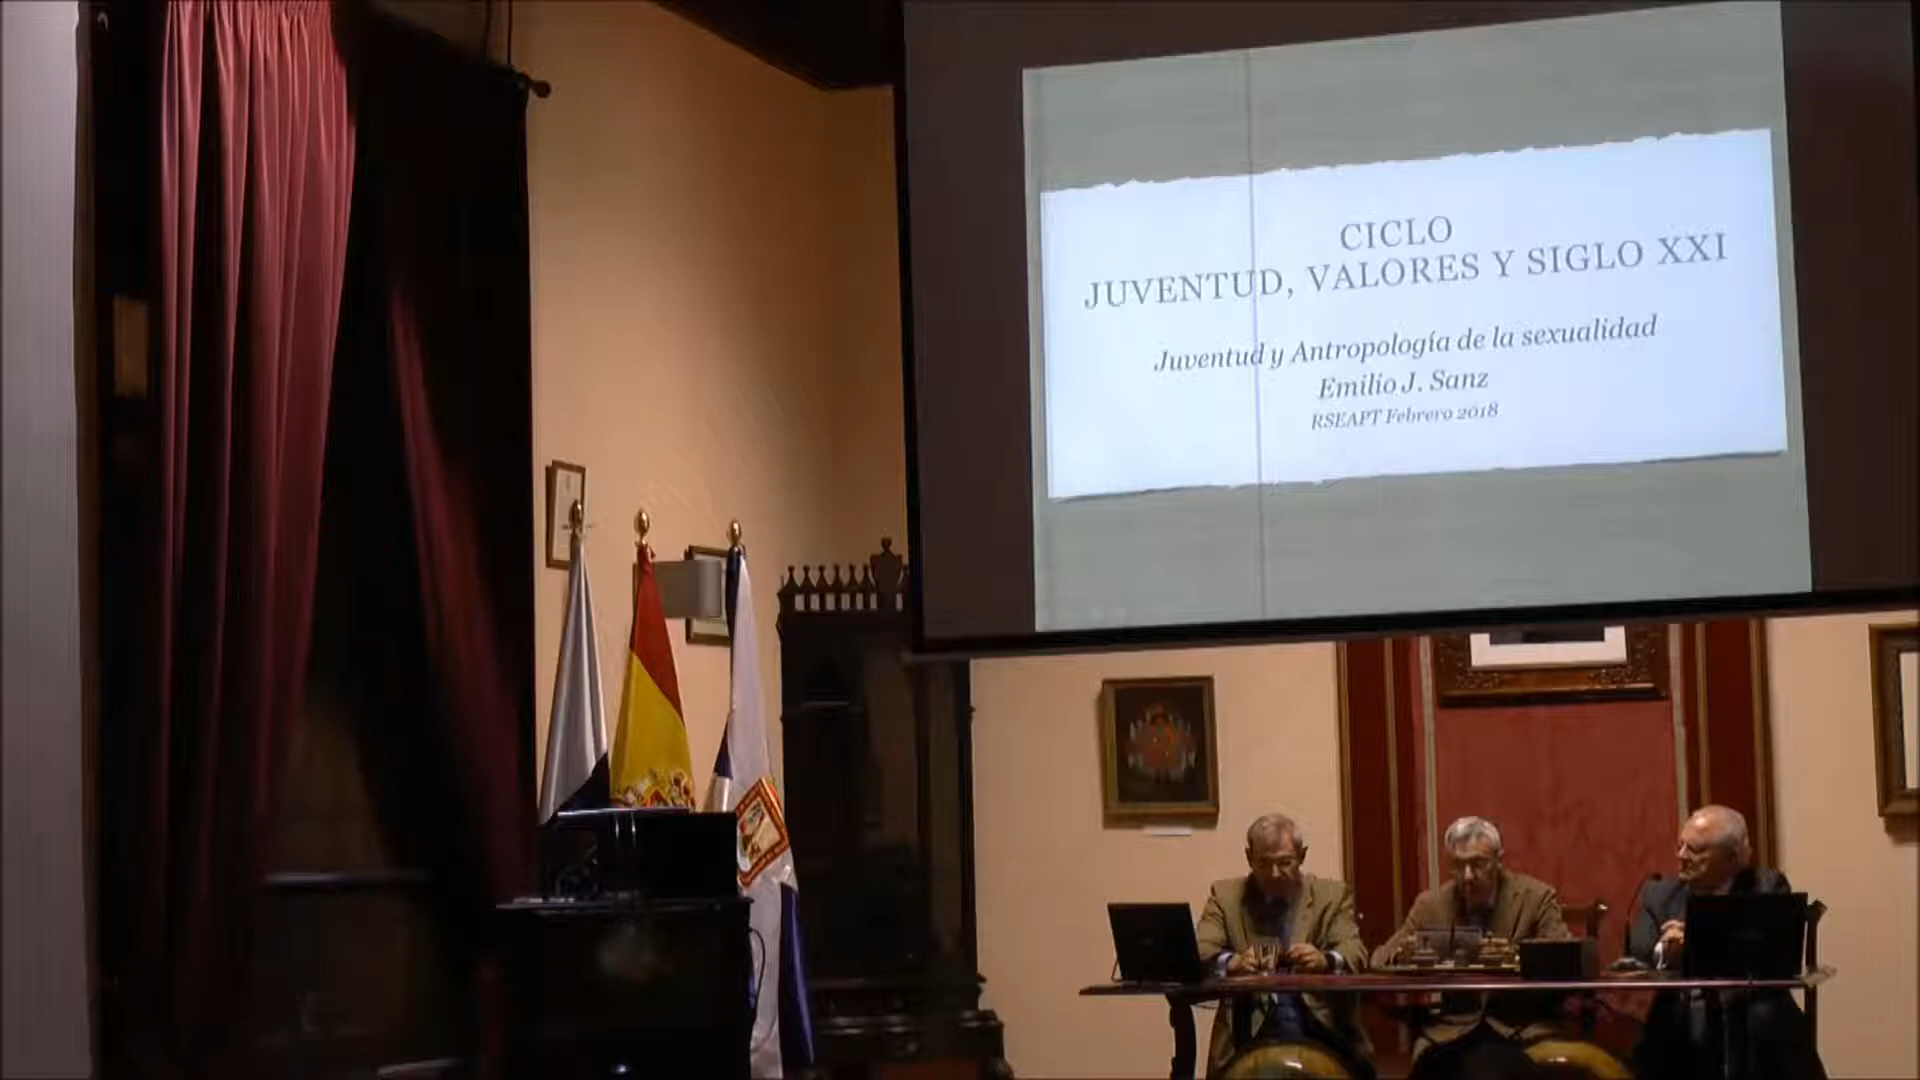 CICLO
JUVENTUD, VALORES Y SIGLO XXI
Juventud y Antropología de la sexualidad
Emilio J. Sanz
RSEAPT Febrero 2018